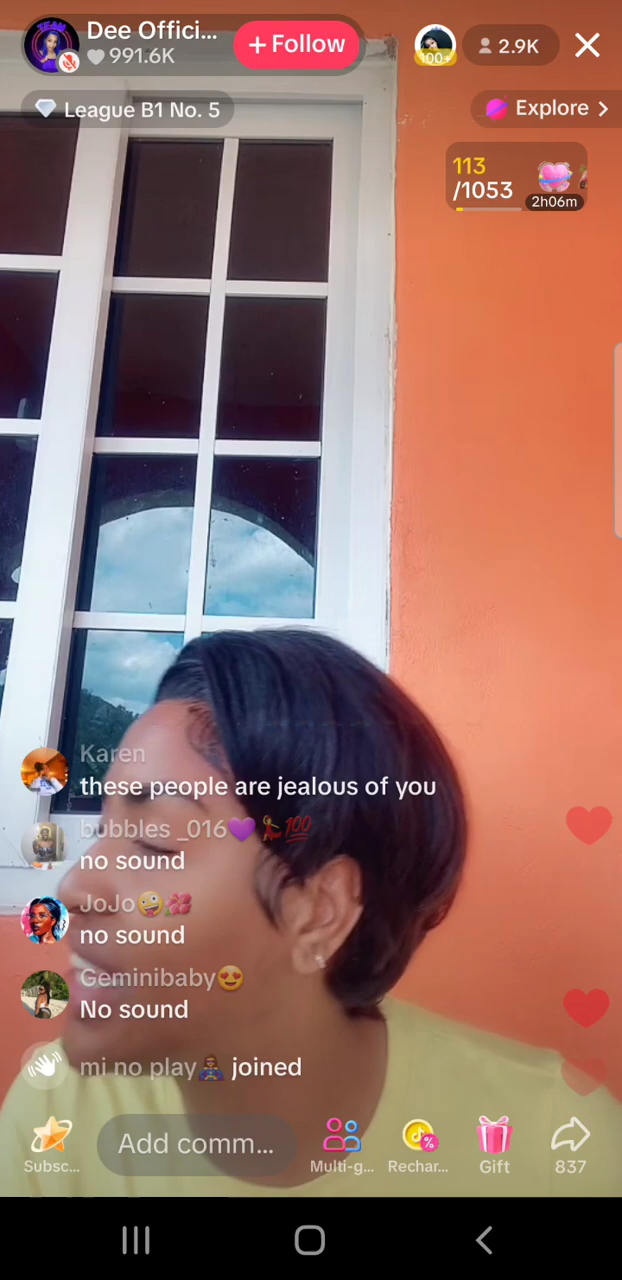 Dee Offici...
991.6K
+ Follow
100+
2.9K
League B1 No. 5
Explore >
113
/1053
2h06m
Karen
these people are jealous of you
bubbles _016💜💃💯
no sound
JoJo🤪🌺
no sound
Geminibaby😍
No sound
mi no play🙇‍♀️ joined
Add comm...
Subsc...
Multi-g...
Rechar...
Gift
837